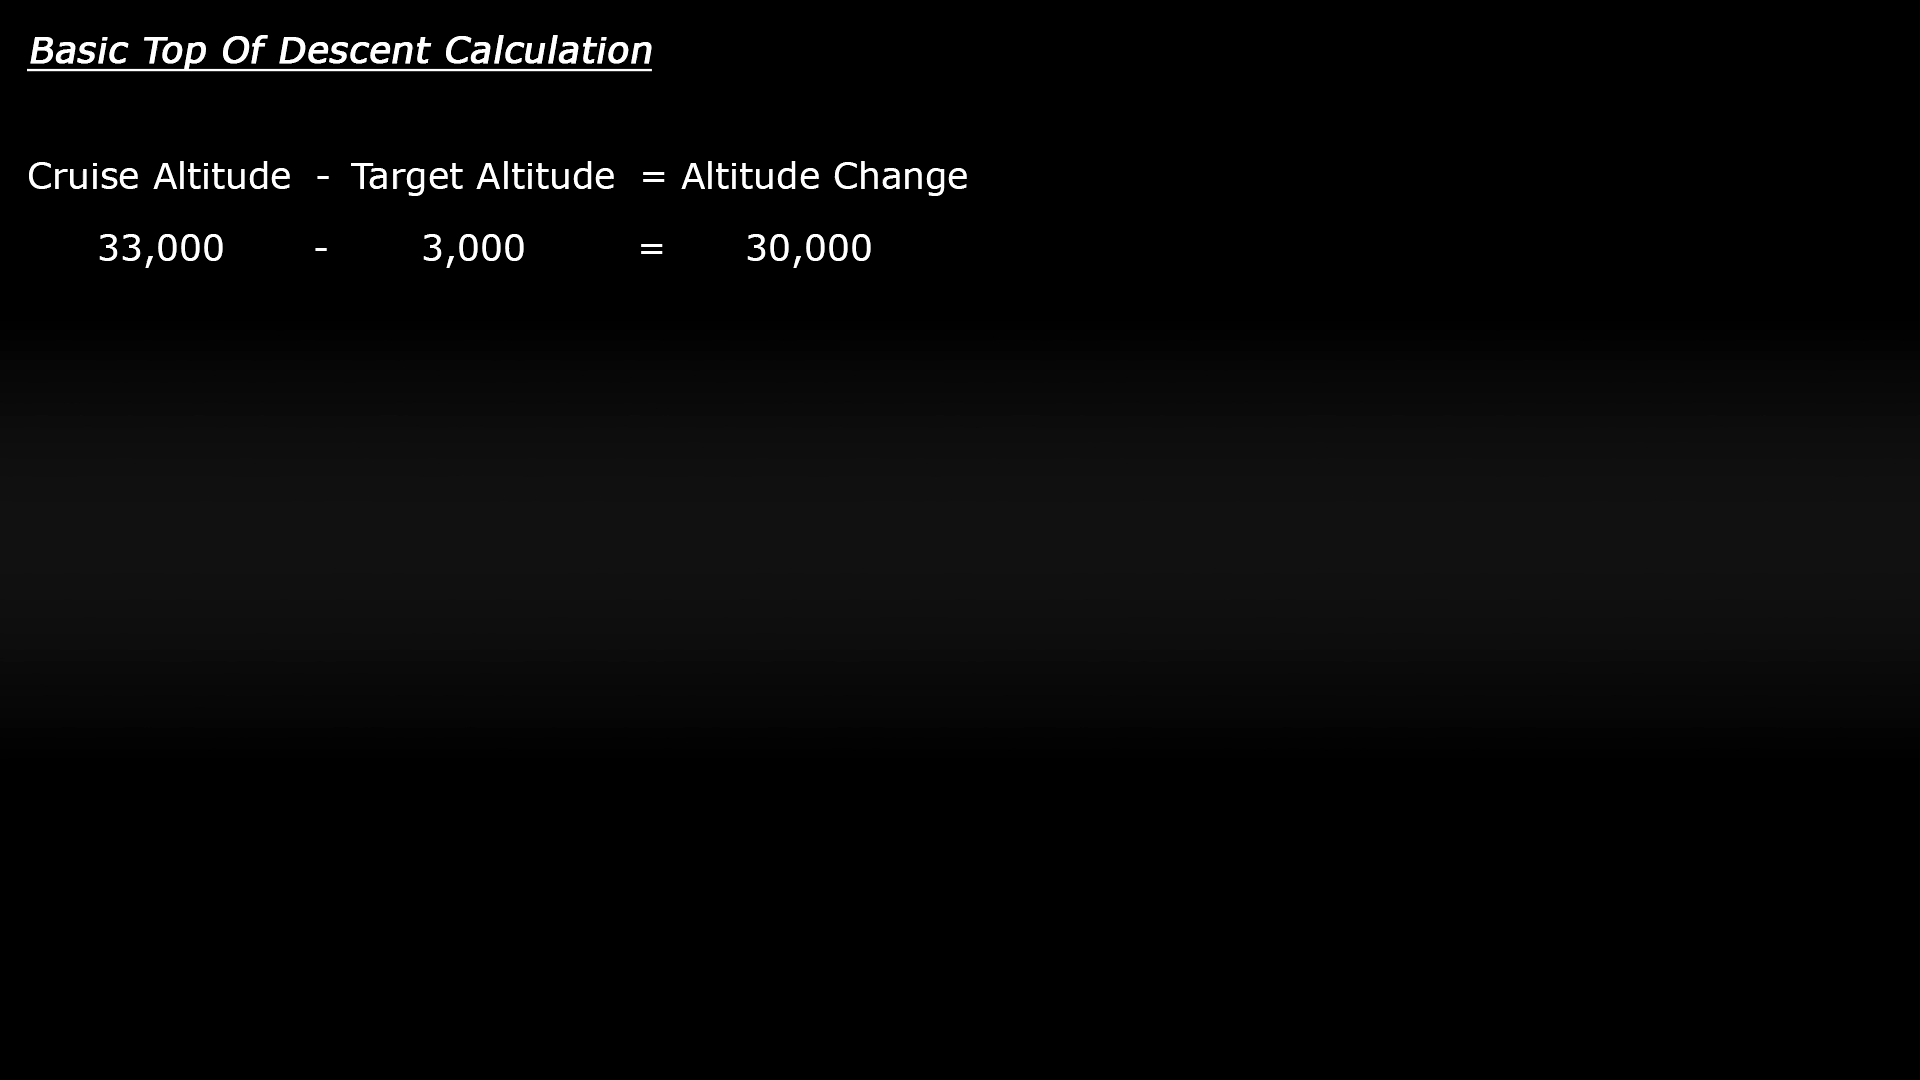 Basic Top Of Descent Calculation
Cruise Altitude - Target Altitude = Altitude Change
33,000 - 3,000 = 30,000